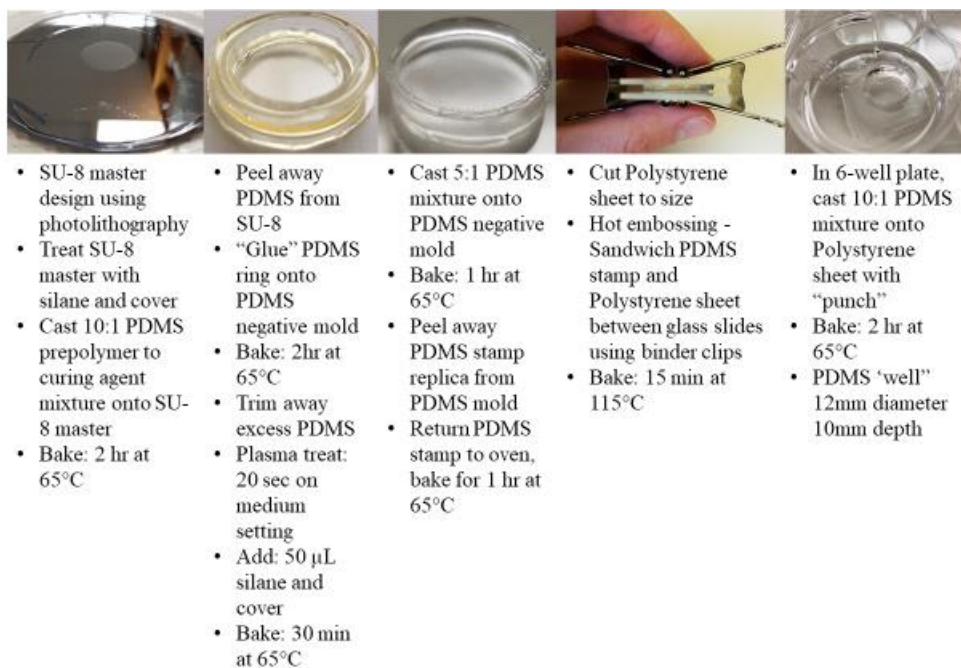 • SU-8 master
design using
photolithography
• Treat SU-8
master with
silane and cover
• Cast 10:1 PDMS
prepolymer to
curing agent
mixture onto SU-
8 master
• Bake: 2 hr at
65°C
• Peel away
PDMS from
SU-8
• “Glue” PDMS
ring onto
PDMS
negative mold
• Bake: 2hr at
65°C
• Trim away
excess PDMS
• Plasma treat:
20 sec on
medium
setting
• Add: 50 µL
silane and
cover
• Bake: 30 min
at 65°C
• Cast 5:1 PDMS
mixture onto
PDMS negative
mold
• Bake: 1 hr at
65°C
• Peel away
PDMS stamp
replica from
PDMS mold
• Return PDMS
stamp to oven,
bake for 1 hr at
65°C
• Cut Polystyrene
sheet to size
• Hot embossing -
Sandwich PDMS
stamp and
Polystyrene sheet
between glass slides
using binder clips
• Bake: 15 min at
115°C
• In 6-well plate,
cast 10:1 PDMS
mixture onto
Polystyrene
sheet with
“punch”
• Bake: 2 hr at
65°C
• PDMS ‘well”
12mm diameter
10mm depth